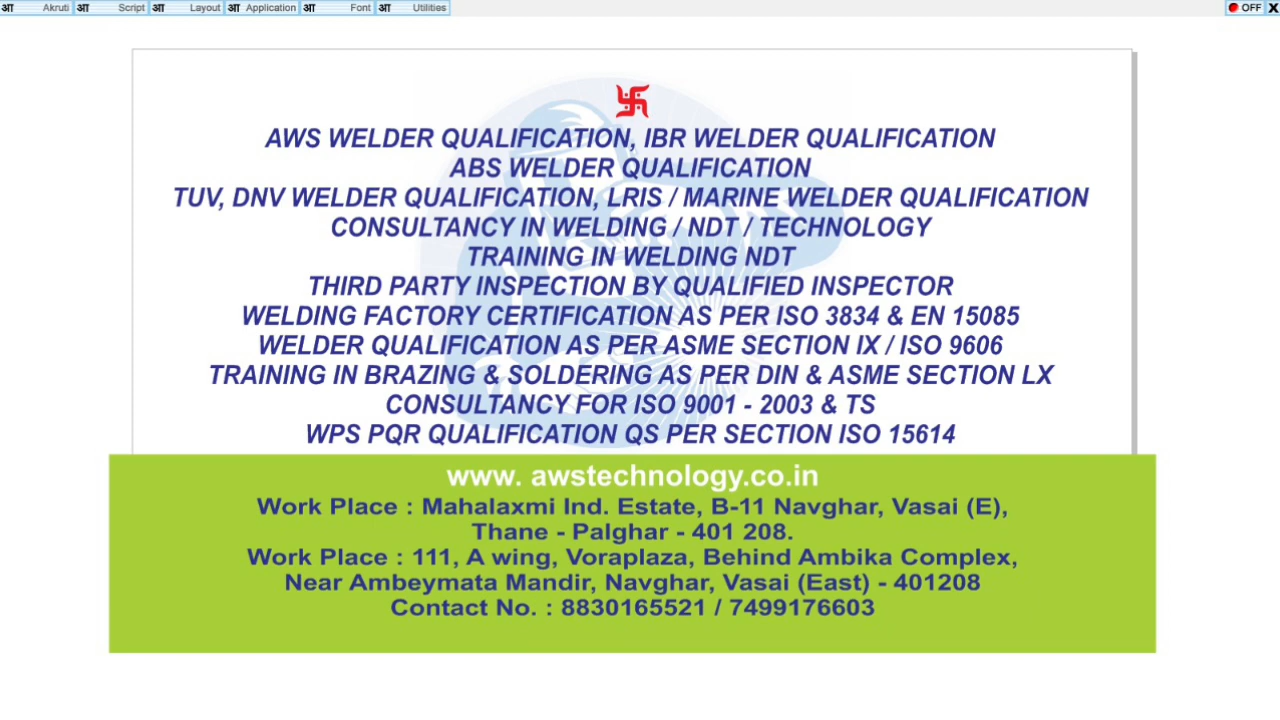 आ Akruti आ Script आ Layout आ Application आ Font आ Utilities OFF X
AWS WELDER QUALIFICATION, IBR WELDER QUALIFICATION
ABS WELDER QUALIFICATION
TUV, DNV WELDER QUALIFICATION, LRIS / MARINE WELDER QUALIFICATION
CONSULTANCY IN WELDING / NDT / TECHNOLOGY
TRAINING IN WELDING NDT
THIRD PARTY INSPECTION BY QUALIFIED INSPECTOR
WELDING FACTORY CERTIFICATION AS PER ISO 3834 & EN 15085
WELDER QUALIFICATION AS PER ASME SECTION IX / ISO 9606
TRAINING IN BRAZING & SOLDERING AS PER DIN & ASME SECTION LX
CONSULTANCY FOR ISO 9001 - 2003 & TS
WPS PQR QUALIFICATION QS PER SECTION ISO 15614
www. awstechnology.co.in
Work Place : Mahalaxmi Ind. Estate, B-11 Navghar, Vasai (E),
Thane - Palghar - 401 208.
Work Place : 111, A wing, Voraplaza, Behind Ambika Complex,
Near Ambeymata Mandir, Navghar, Vasai (East) - 401208
Contact No. : 8830165521 / 7499176603